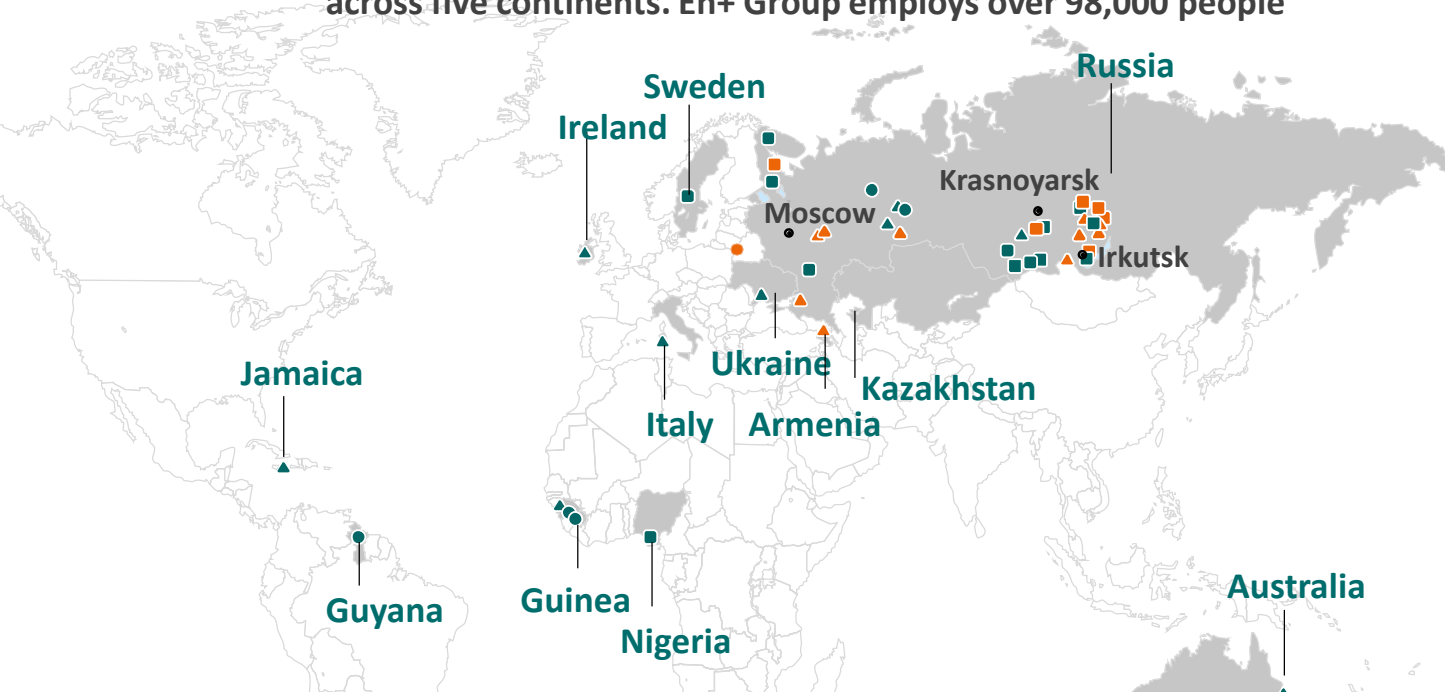 across five continents. En+ Group employs over 98,000 people
Russia
Sweden
Ireland
Krasnoyarsk
Moscow
Irkutsk
Ukraine
Jamaica
Kazakhstan
Italy
Armenia
Australia
Guinea
Guyana
Nigeria